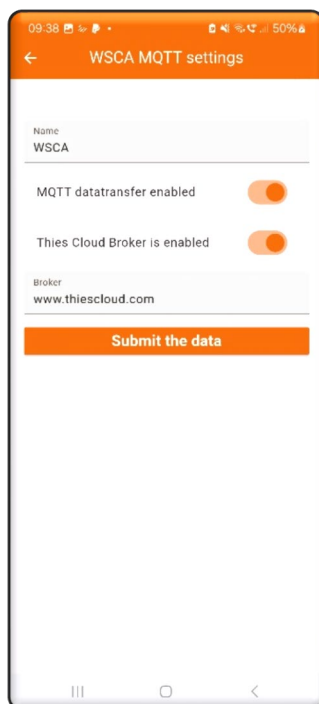 09:38 50%
WSCA MQTT settings
Name
WSCA
MQTT datatransfer enabled
Thies Cloud Broker is enabled
Broker
www.thiescloud.com
Submit the data